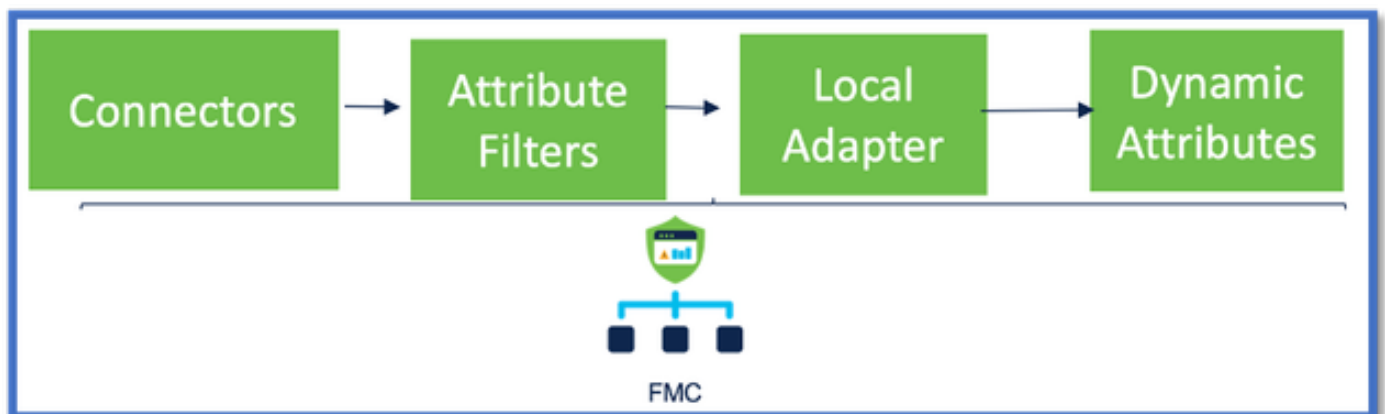 Connectors
Attribute
Filters
Local
Adapter
Dynamic
Attributes
FMC